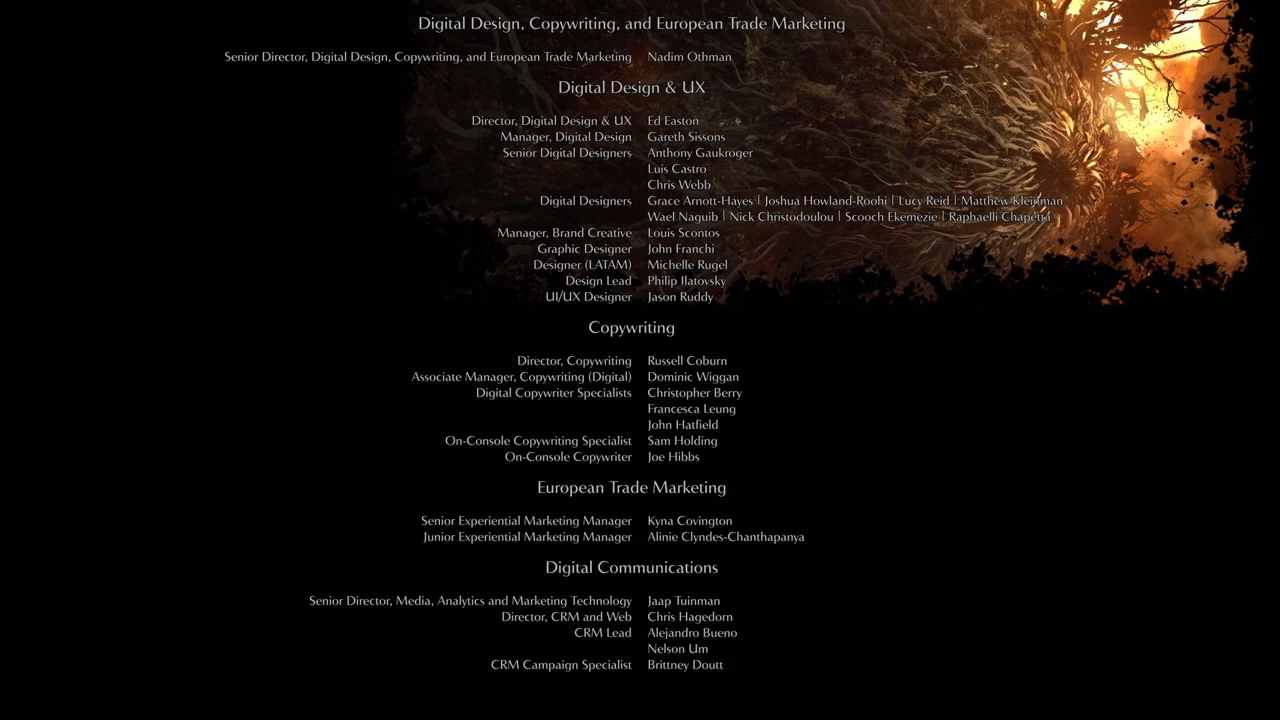 Digital Design, Copywriting, and European Trade Marketing
Senior Director, Digital Design, Copywriting, and European Trade Marketing Nadim Othman
Digital Design & UX
Director, Digital Design & UX Ed Easton
Manager, Digital Design Gareth Sissons
Senior Digital Designers Anthony Gaukroger
Luis Castro
Chris Webb
Digital Designers Grace Arnott-Hayes | Joshua Howland-Roohi | Lucy Reid | Matthew Kleinman
Wael Naguib | Nick Christodoulou | Scooch Ekemezie | Raphaelli Chapetta
Manager, Brand Creative Louis Scontos
Graphic Designer John Franchi
Designer (LATAM) Michelle Rugel
Design Lead Philip Ilatovsky
UI/UX Designer Jason Ruddy
Copywriting
Director, Copywriting Russell Coburn
Associate Manager, Copywriting (Digital) Dominic Wiggan
Digital Copywriter Specialists Christopher Berry
Francesca Leung
John Hatfield
On-Console Copywriting Specialist Sam Holding
On-Console Copywriter Joe Hibbs
European Trade Marketing
Senior Experiential Marketing Manager Kyna Covington
Junior Experiential Marketing Manager Alinie Clyndes-Chanthapanya
Digital Communications
Senior Director, Media, Analytics and Marketing Technology Jaap Tuinman
Director, CRM and Web Chris Hagedorn
CRM Lead Alejandro Bueno
Nelson Um
CRM Campaign Specialist Brittney Doutt